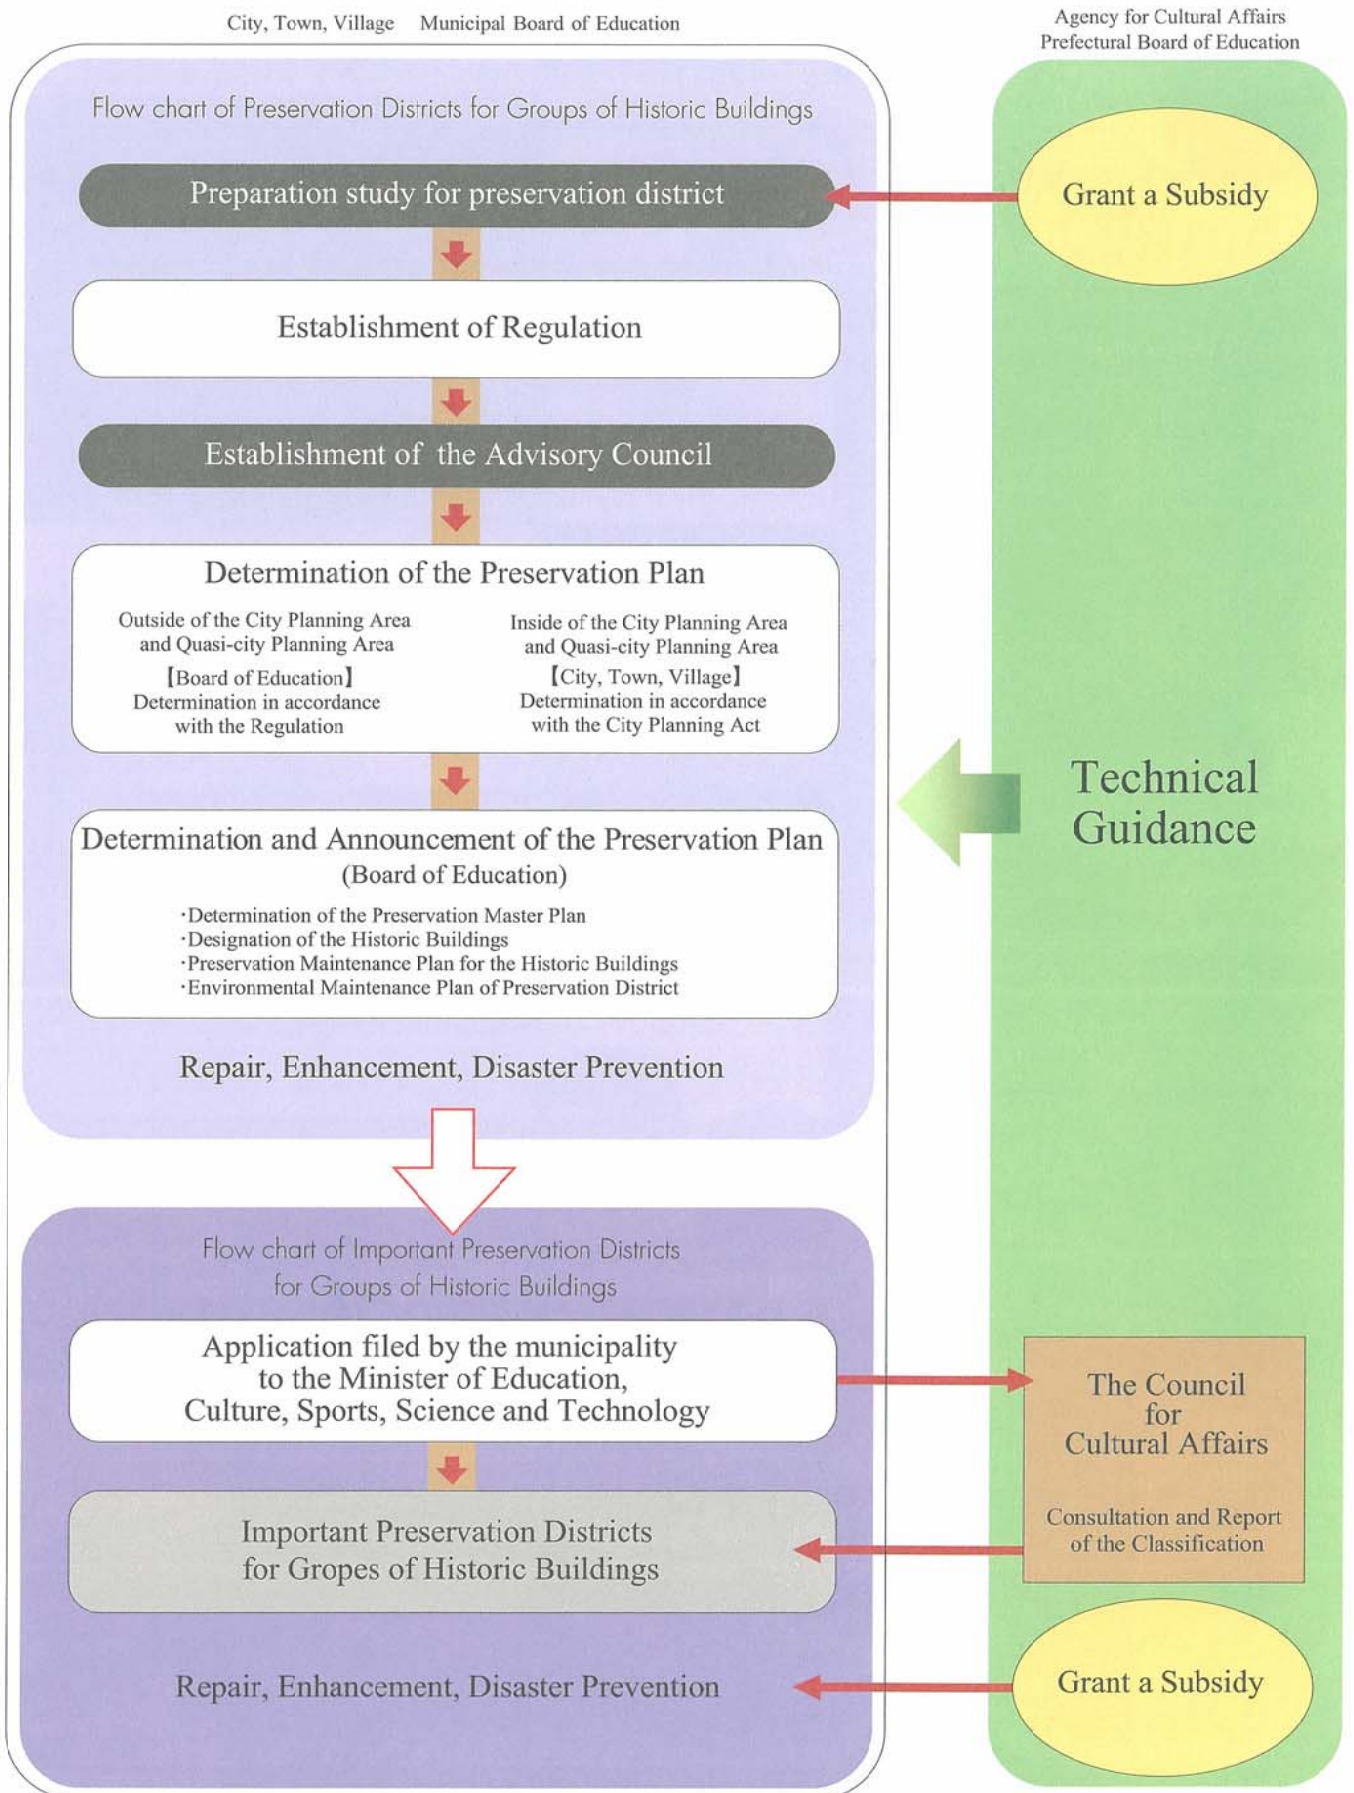 City, Town, Village Municipal Board of Education
Agency for Cultural Affairs
Prefectural Board of Education
Flow chart of Preservation Districts for Groups of Historic Buildings
Preparation study for preservation district
Grant a Subsidy
Establishment of Regulation
Establishment of the Advisory Council
Determination of the Preservation Plan
Outside of the City Planning Area
and Quasi-city Planning Area
【Board of Education】
Determination in accordance
with the Regulation
Inside of the City Planning Area
and Quasi-city Planning Area
【City, Town, Village】
Determination in accordance
with the City Planning Act
Technical
Guidance
Determination and Announcement of the Preservation Plan
(Board of Education)
・Determination of the Preservation Master Plan
・Designation of the Historic Buildings
・Preservation Maintenance Plan for the Historic Buildings
・Environmental Maintenance Plan of Preservation District
Repair, Enhancement, Disaster Prevention
Flow chart of Important Preservation Districts
for Groups of Historic Buildings
Application filed by the municipality
to the Minister of Education,
Culture, Sports, Science and Technology
The Council
for
Cultural Affairs
Consultation and Report
of the Classification
Important Preservation Districts
for Gropes of Historic Buildings
Repair, Enhancement, Disaster Prevention
Grant a Subsidy